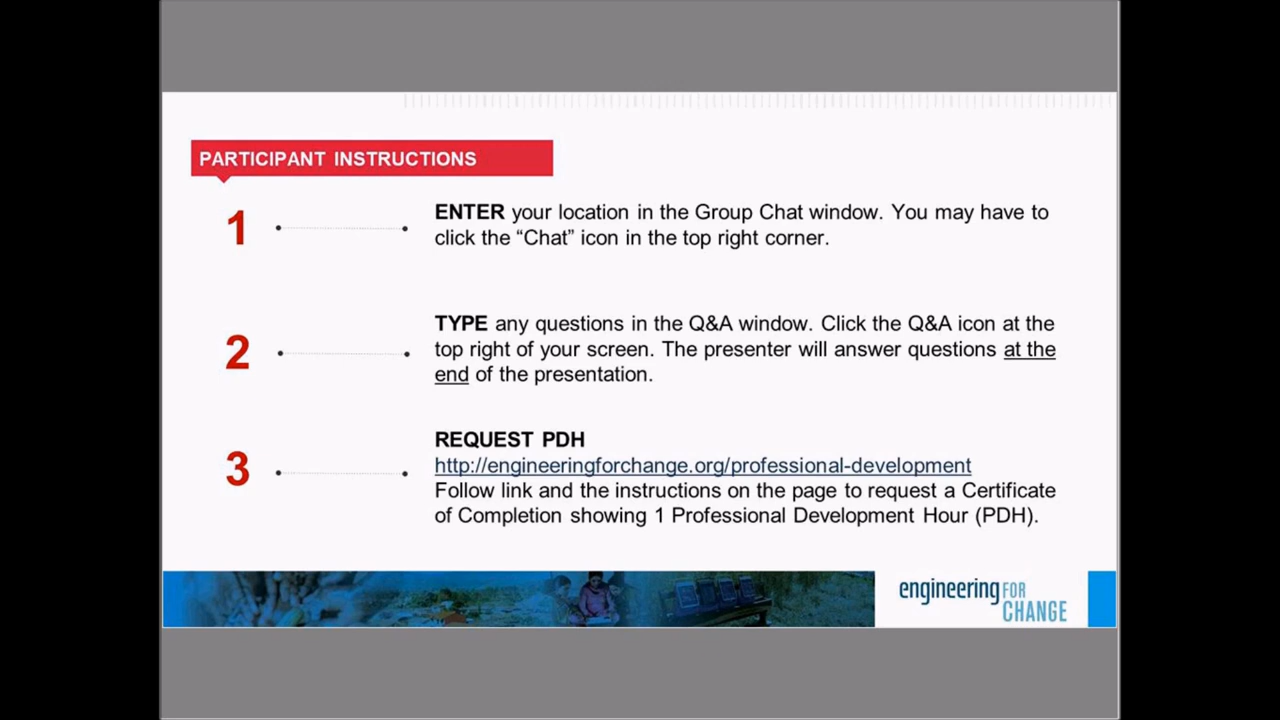 PARTICIPANT INSTRUCTIONS
1
ENTER your location in the Group Chat window. You may have to
click the “Chat” icon in the top right corner.
2
TYPE any questions in the Q&A window. Click the Q&A icon at the
top right of your screen. The presenter will answer questions at the
end of the presentation.
3
REQUEST PDH
http://engineeringforchange.org/professional-development
Follow link and the instructions on the page to request a Certificate
of Completion showing 1 Professional Development Hour (PDH).
engineering FOR
CHANGE